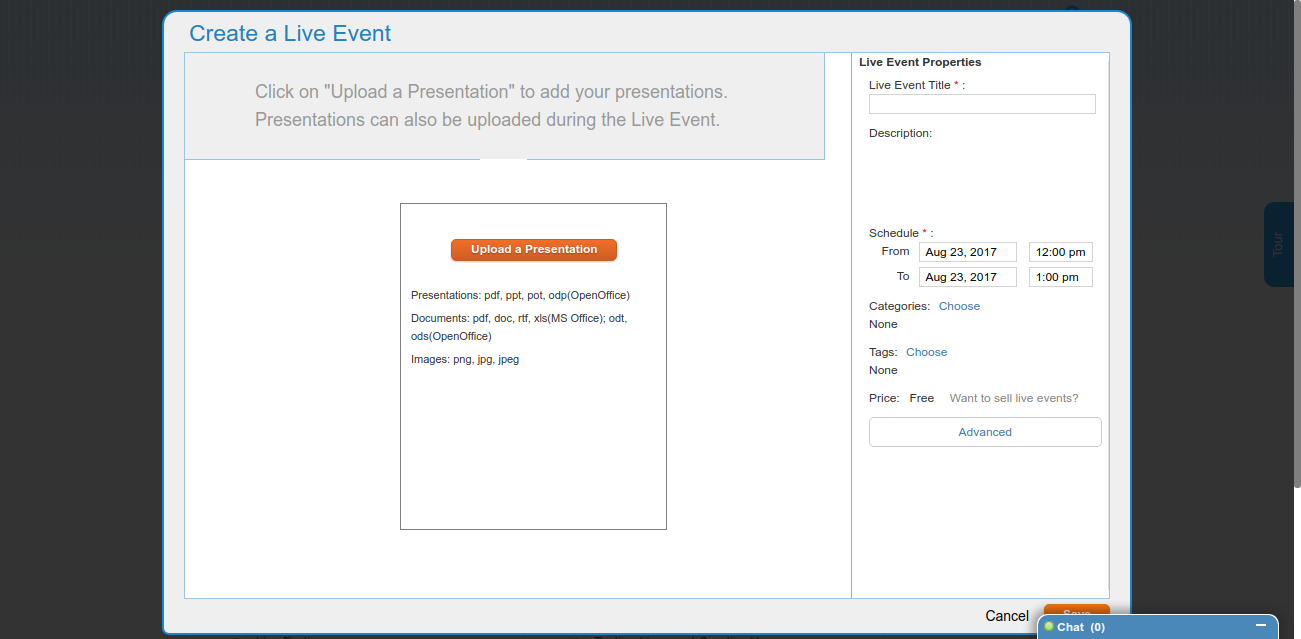 Create a Live Event
Click on "Upload a Presentation" to add your presentations.
Presentations can also be uploaded during the Live Event.
Upload a Presentation
Presentations: pdf, ppt, pot, odp(OpenOffice)
Documents: pdf, doc, rtf, xls(MS Office); odt,
ods(OpenOffice)
Images: png, jpg, jpeg
Live Event Properties
Live Event Title * :
Description:
Schedule * :
From Aug 23, 2017 12:00 pm
To Aug 23, 2017 1:00 pm
Categories: Choose
None
Tags: Choose
None
Price: Free Want to sell live events?
Advanced
Tour
Cancel Save
Chat (0)